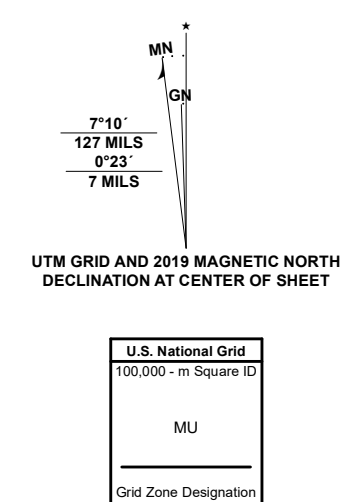 ★
MN
GN
7°10´
127 MILS
0°23´
7 MILS
UTM GRID AND 2019 MAGNETIC NORTH
DECLINATION AT CENTER OF SHEET
U.S. National Grid
100,000 - m Square ID
MU
Grid Zone Designation